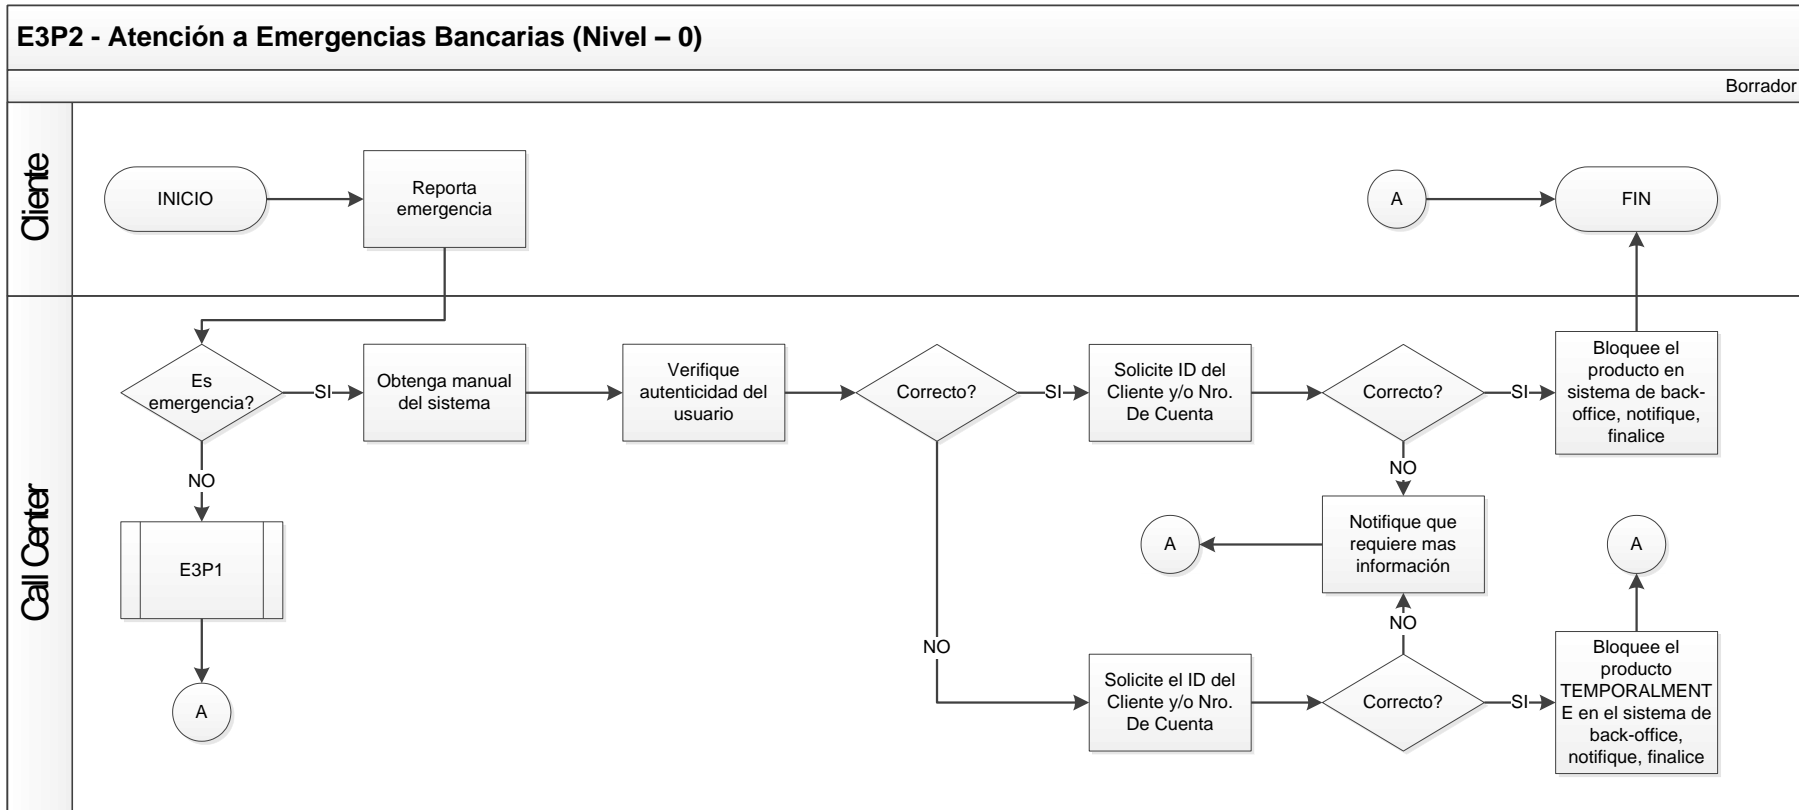 E3P2 - Atención a Emergencias Bancarias (Nivel – 0)
Borrador
Cliente
INICIO
Reporta
emergencia
A
FIN
Call Center
Es
emergencia?
SI
Obtenga manual
del sistema
Verifique
autenticidad del
usuario
Correcto?
SI
Solicite ID del
Cliente y/o Nro.
De Cuenta
Correcto?
SI
Bloquee el
producto en
sistema de back-
office, notifique,
finalice
NO
NO
E3P1
A
Notifique que
requiere mas
información
A
A
NO
NO
Solicite el ID del
Cliente y/o Nro.
De Cuenta
Correcto?
SI
Bloquee el
producto
TEMPORALMENT
E en el sistema de
back-office,
notifique, finalice